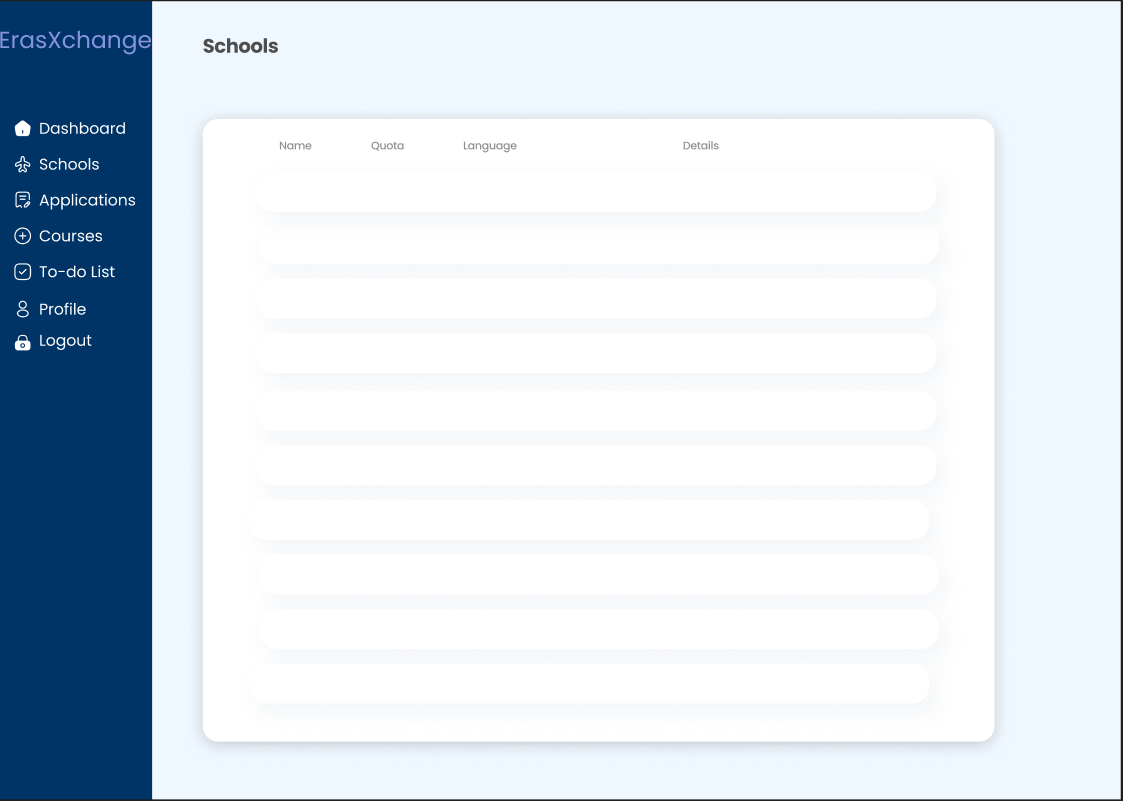 ErasXchange
Schools
Dashboard
Schools
Applications
Courses
To-do List
Profile
Logout
Name Quota Language Details